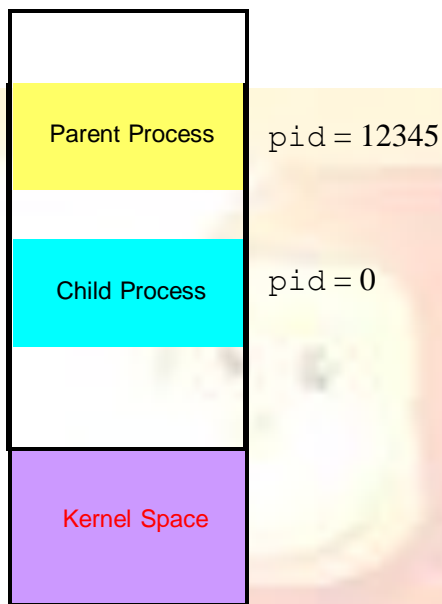 Parent Process pid = 12345
Child Process pid = 0
Kernel Space